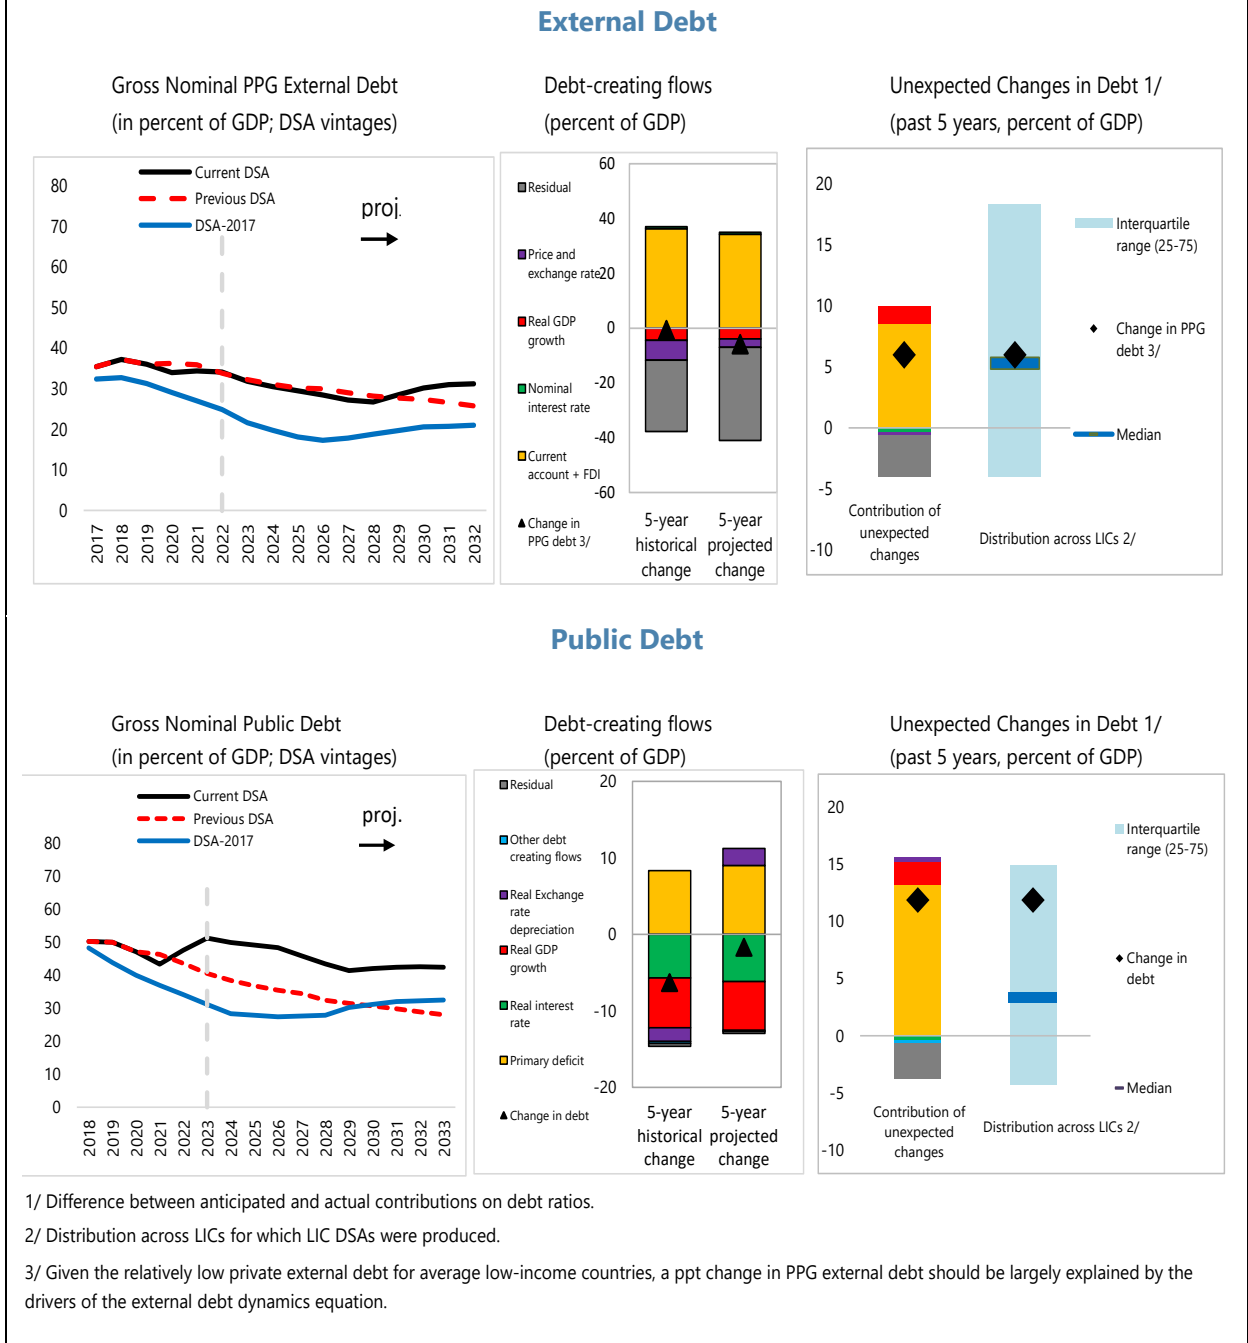 External Debt
Gross Nominal PPG External Debt
(in percent of GDP; DSA vintages)
Current DSA
Previous DSA
DSA-2017
proj.
80
70
60
50
40
30
20
10
0
2017
2018
2019
2020
2021
2022
2023
2024
2025
2026
2027
2028
2029
2030
2031
2032
Debt-creating flows
(percent of GDP)
Residual
Price and
exchange rate
Real GDP
growth
Nominal
interest rate
Current
account + FDI
Change in
PPG debt 3/
60
40
20
0
-20
-40
-60
5-year
historical
change
5-year
projected
change
Unexpected Changes in Debt 1/
(past 5 years, percent of GDP)
20
15
10
5
0
-5
-10
Interquartile
range (25-75)
Change in PPG
debt 3/
Median
Contribution of
unexpected
changes
Distribution across LICs 2/
Public Debt
Gross Nominal Public Debt
(in percent of GDP; DSA vintages)
Current DSA
Previous DSA
DSA-2017
proj.
80
70
60
50
40
30
20
10
0
2018
2019
2020
2021
2022
2023
2024
2025
2026
2027
2028
2029
2030
2031
2032
2033
Debt-creating flows
(percent of GDP)
Residual
Other debt
creating flows
Real Exchange
rate
depreciation
Real GDP
growth
Real interest
rate
Primary deficit
Change in debt
20
10
0
-10
-20
5-year
historical
change
5-year
projected
change
Unexpected Changes in Debt 1/
(past 5 years, percent of GDP)
20
15
10
5
0
-5
-10
Interquartile
range (25-75)
Change in
debt
Median
Contribution of
unexpected
changes
Distribution across LICs 2/
1/ Difference between anticipated and actual contributions on debt ratios.
2/ Distribution across LICs for which LIC DSAs were produced.
3/ Given the relatively low private external debt for average low-income countries, a ppt change in PPG external debt should be largely explained by the
drivers of the external debt dynamics equation.